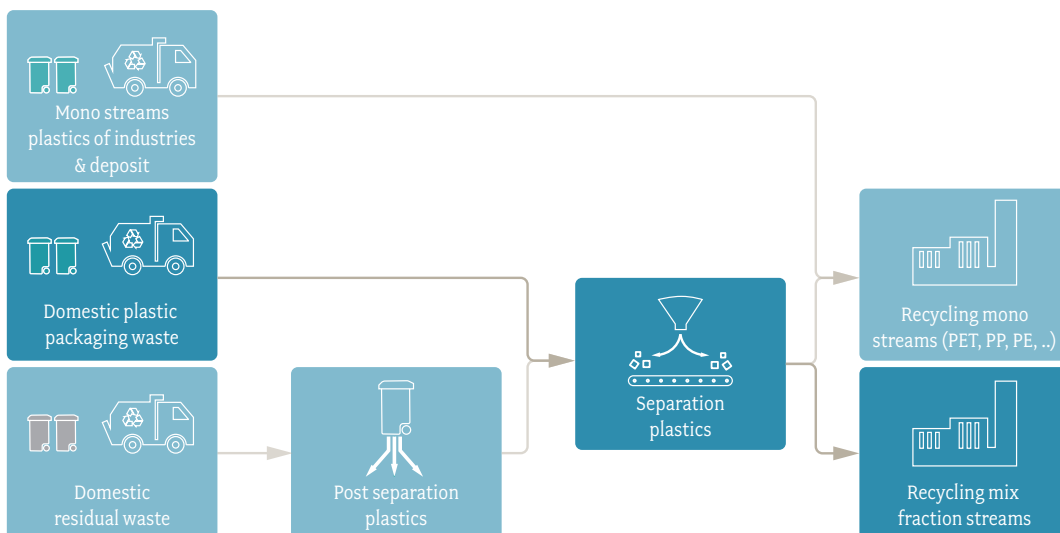 Mono streams
plastics of industries
& deposit
Domestic plastic
packaging waste
Domestic
residual waste
Post separation
plastics
Separation
plastics
Recycling mono
streams (PET, PP, PE, ..)
Recycling mix
fraction streams